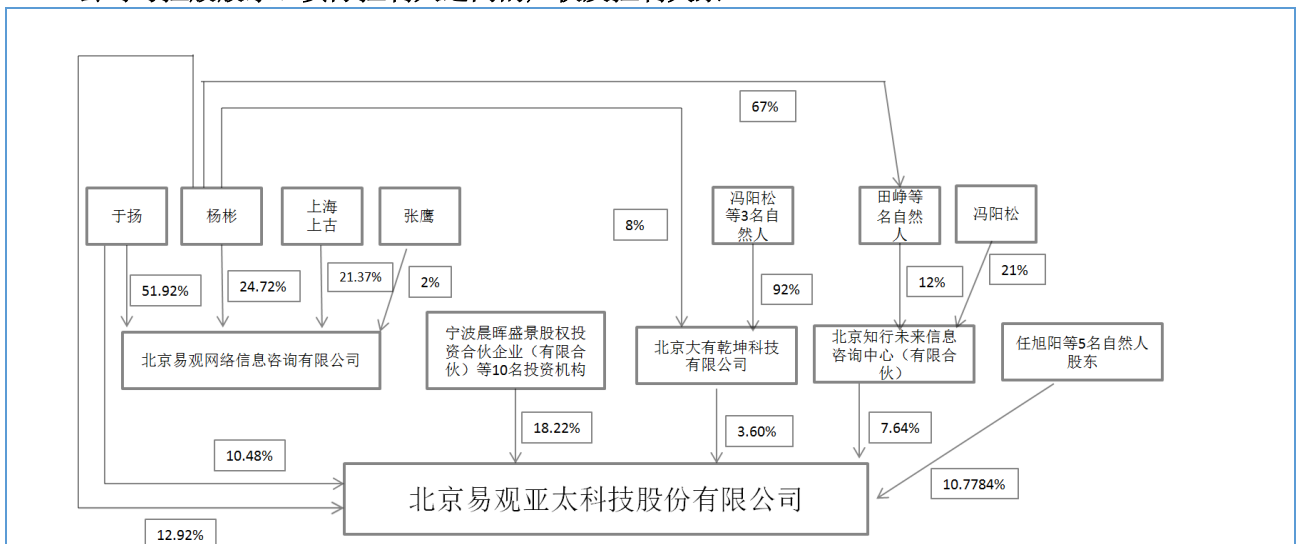 67%
于扬
杨彬
上海
上古
张鹰
8%
冯阳松
等3名自
然人
田峥等
名自然
人
冯阳松
51.92%
24.72%
21.37%
2%
92%
12%
21%
北京易观网络信息咨询有限公司
宁波晨晖盛景股权投
资合伙企业（有限合
伙）等10名投资机构
北京大有乾坤科技
有限公司
北京知行未来信息
咨询中心（有限合
伙）
任旭阳等5名自然人
股东
18.22%
3.60%
7.64%
10.48%
10.7784%
北京易观亚太科技股份有限公司
12.92%